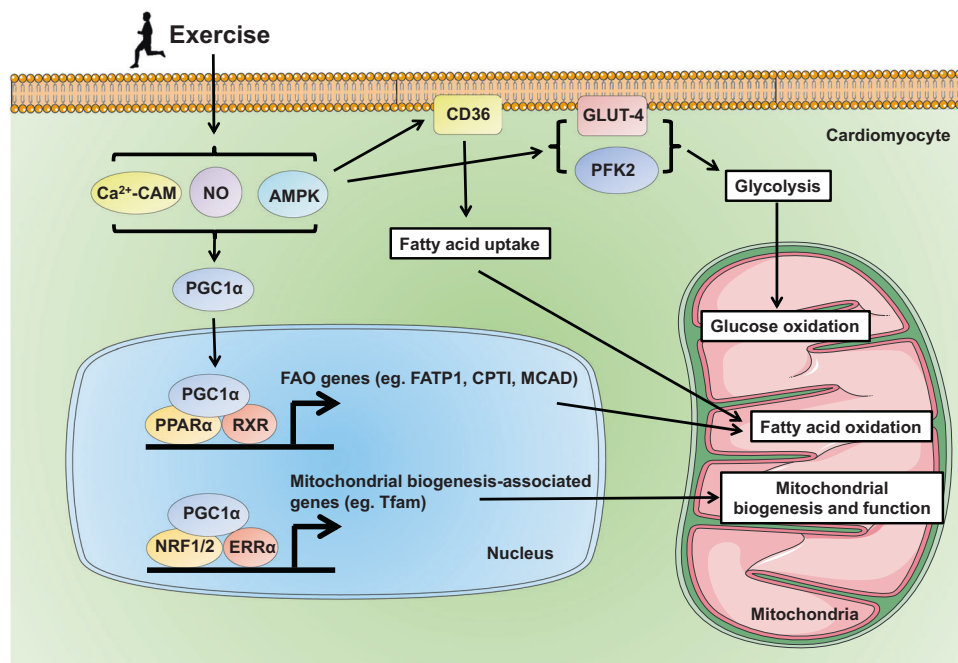 Exercise
CD36
GLUT-4
Cardiomyocyte
PFK2
Ca²⁺-CAM
NO
AMPK
Glycolysis
Fatty acid uptake
PGC1α
Glucose oxidation
FAO genes (eg. FATP1, CPTI, MCAD)
PGC1α
PPARα
RXR
Fatty acid oxidation
Mitochondrial biogenesis-associated
genes (eg. Tfam)
Mitochondrial
biogenesis and function
PGC1α
NRF1/2
ERRα
Nucleus
Mitochondria